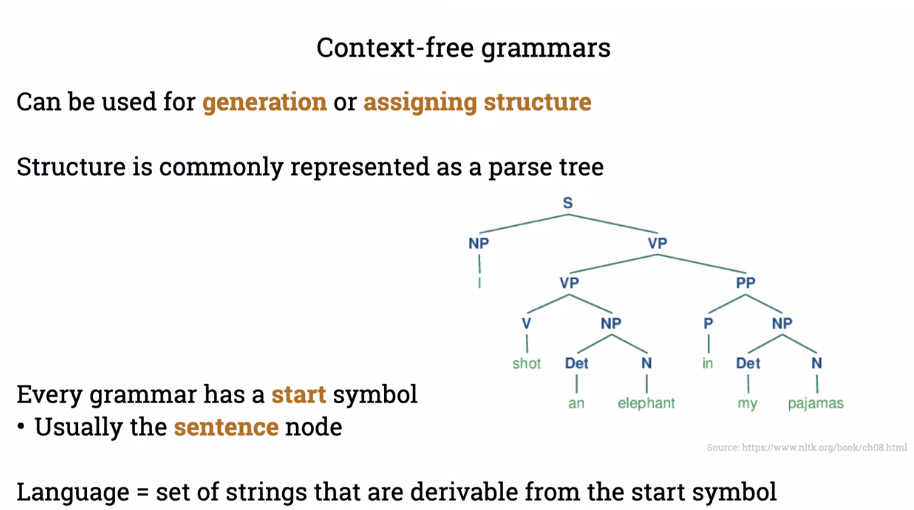 Context-free grammars
Can be used for generation or assigning structure
Structure is commonly represented as a parse tree
S
NP VP
I VP PP
V NP P NP
shot Det N in Det N
an elephant my pajamas
Every grammar has a start symbol
• Usually the sentence node
Source: https://www.nltk.org/book/ch08.html
Language = set of strings that are derivable from the start symbol